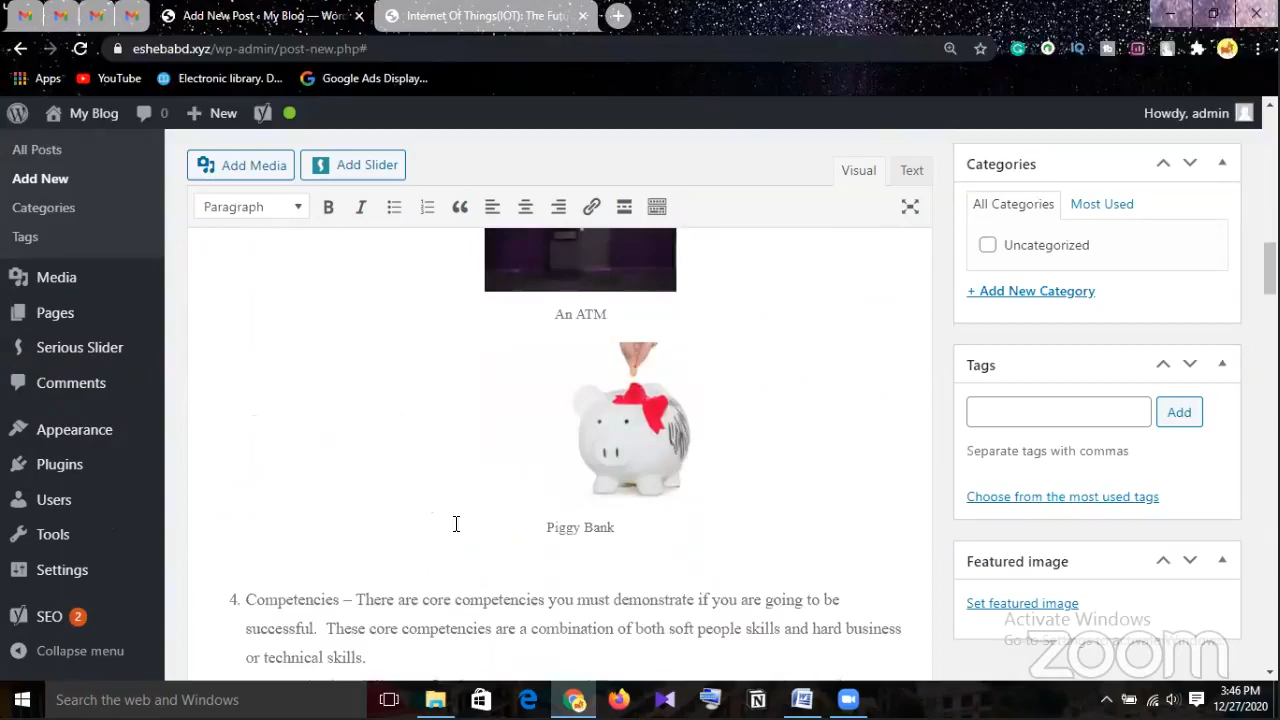 Add New Post ‹ My Blog — Wor
Internet Of Things(IOT): The Fut
eshebabd.xyz/wp-admin/post-new.php#
Apps
YouTube
Electronic library. D...
Google Ads Display...
My Blog
0
New
Howdy, admin
All Posts
Add New
Categories
Tags
Media
Pages
Serious Slider
Comments
Appearance
Plugins
Users
Tools
Settings
SEO 2
Collapse menu
Add Media
Add Slider
Visual
Text
Paragraph
An ATM
Piggy Bank
4. Competencies – There are core competencies you must demonstrate if you are going to be
successful.  These core competencies are a combination of both soft people skills and hard business
or technical skills.
Categories
All Categories
Most Used
Uncategorized
+ Add New Category
Tags
Add
Separate tags with commas
Choose from the most used tags
Featured image
Set featured image
Activate Windows
zoom
Search the web and Windows
3:46 PM
12/27/2020